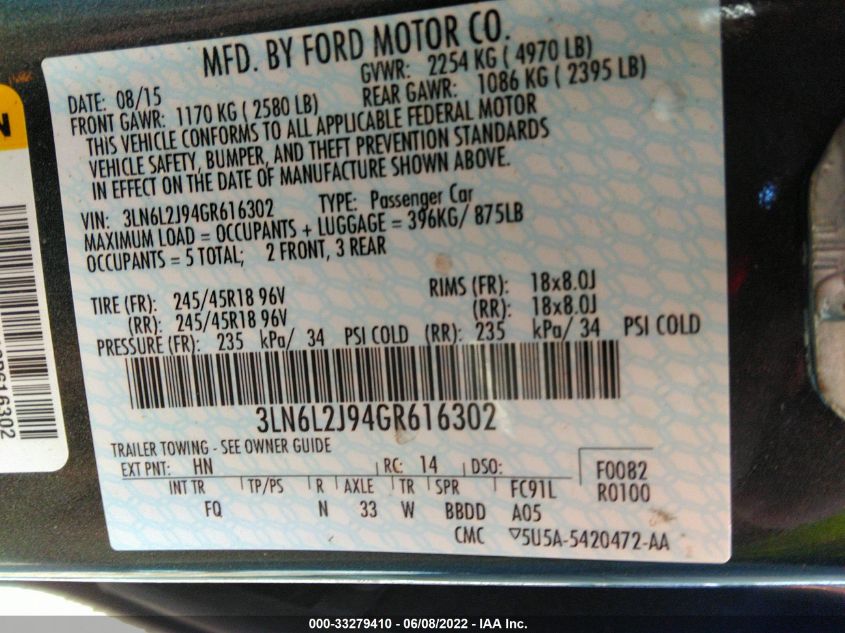 MFD. BY FORD MOTOR CO.
DATE: 08/15 GVWR: 2254 KG ( 4970 LB)
FRONT GAWR: 1170 KG ( 2580 LB) REAR GAWR: 1086 KG ( 2395 LB)
THIS VEHICLE CONFORMS TO ALL APPLICABLE FEDERAL MOTOR
VEHICLE SAFETY, BUMPER, AND THEFT PREVENTION STANDARDS
IN EFFECT ON THE DATE OF MANUFACTURE SHOWN ABOVE.
VIN: 3LN6L2J94GR616302 TYPE: Passenger Car
MAXIMUM LOAD = OCCUPANTS + LUGGAGE = 396KG/ 875LB
OCCUPANTS = 5 TOTAL; 2 FRONT, 3 REAR
TIRE (FR): 245/45R18 96V RIMS (FR): 18x8.0J
(RR): 245/45R18 96V (RR): 18x8.0J
PRESSURE (FR): 235 kPa/ 34 PSI COLD (RR): 235 kPa/ 34 PSI COLD
3LN6L2J94GR616302
TRAILER TOWING - SEE OWNER GUIDE
EXT PNT: HN RC: 14 DSO: F0082
INT TR TP/PS R AXLE TR SPR FC91L R0100
FQ N 33 W BBDD A05
CMC 5U5A-5420472-AA
616302
000-33279410 - 06/08/2022 - IAA Inc.